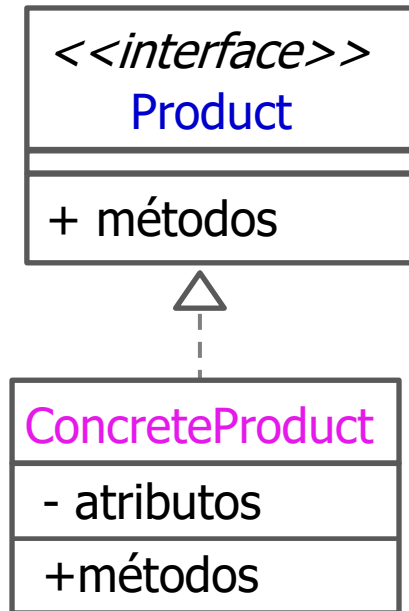 <<interface>>
Product
+ métodos
ConcreteProduct
- atributos
+métodos